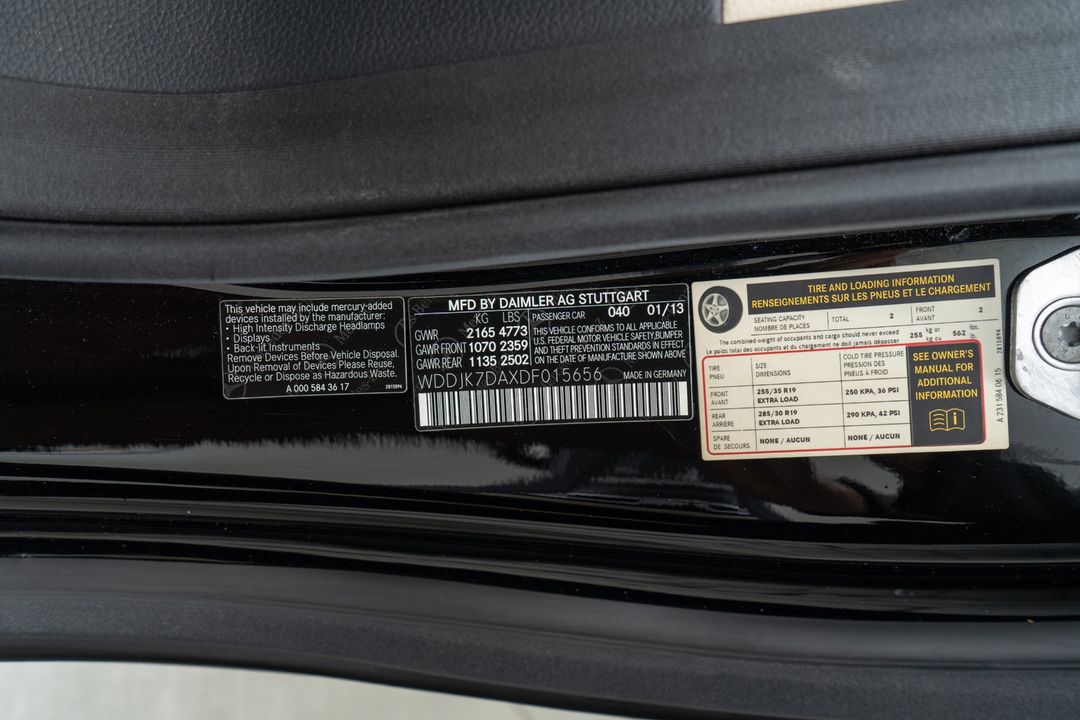 This vehicle may include mercury-added
devices installed by the manufacturer:
• High Intensity Discharge Headlamps
• Displays
• Back-lit Instruments
Remove Devices Before Vehicle Disposal.
Upon Removal of Devices Please Reuse,
Recycle or Dispose as Hazardous Waste.
A 000 584 36 17
MFD BY DAIMLER AG STUTTGART
KG LBS PASSENGER CAR 040 01/13
GVWR 2165 4773
GAWR FRONT 1070 2359
GAWR REAR 1135 2502
THIS VEHICLE CONFORMS TO ALL APPLICABLE
U.S. FEDERAL MOTOR VEHICLE SAFETY, BUMPER
AND THEFT PREVENTION STANDARDS IN EFFECT
ON THE DATE OF MANUFACTURE SHOWN ABOVE
WDDJK7DAXDF015656 MADE IN GERMANY
TIRE AND LOADING INFORMATION
RENSEIGNEMENTS SUR LES PNEUS ET LE CHARGEMENT
SEATING CAPACITY
NOMBRE DE PLACES
TOTAL 2
FRONT
AVANT
2
The combined weight of occupants and cargo should never exceed
Le poids total des occupants et du chargement ne doit jamais dépasser
255 kg or
kg ou
562 lbs.
lb.
TIRE
PNEU
SIZE
DIMENSIONS
COLD TIRE PRESSURE
PRESSION DES
PNEUS A FROID
FRONT
AVANT
255/35 R19
EXTRA LOAD
250 KPA, 36 PSI
REAR
ARRIÈRE
285/30 R19
EXTRA LOAD
290 KPA, 42 PSI
SPARE
DE SECOURS
NONE / AUCUN
NONE / AUCUN
SEE OWNER'S
MANUAL FOR
ADDITIONAL
INFORMATION
A 231 584 06 15